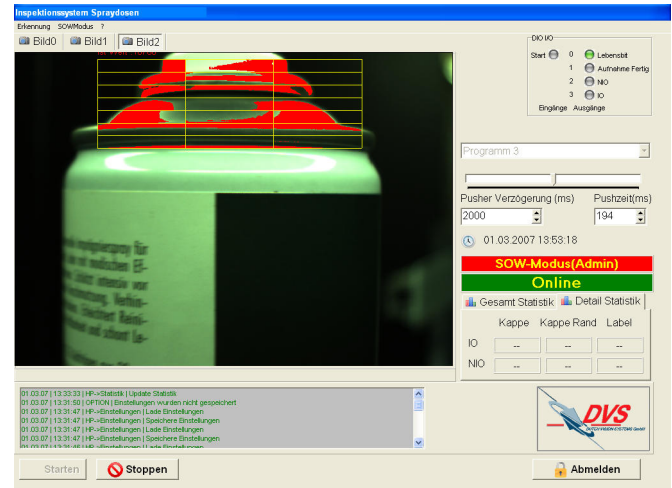 Inspektionssystem Spraydosen
Erkennung SOWModus ?
Bild0 Bild1 Bild2
DIO I/O
Start 0 Lebensbit
1 Aufnahme Fertig
2 NIO
3 IO
Eingänge Ausgänge
Programm 3
Pusher Verzögerung (ms) Pushzeit(ms)
2000 194
01.03.2007 13:53:18
SOW-Modus(Admin)
Online
Gesamt Statistik Detail Statistik
Kappe Kappe Rand Label
IO -- -- --
NIO -- -- --
01.03.07 | 13:33:33 | HP->Statistik | Update Statistik
01.03.07 | 13:31:50 | OPTION | Einstellungen wurden nicht gespeichert
01.03.07 | 13:31:47 | HP->Einstellungen | Lade Einstellungen
01.03.07 | 13:31:47 | HP->Einstellungen | Speichere Einstellungen
01.03.07 | 13:31:47 | HP->Einstellungen | Lade Einstellungen
01.03.07 | 13:31:47 | HP->Einstellungen | Speichere Einstellungen
DVS
Starten Stoppen Abmelden